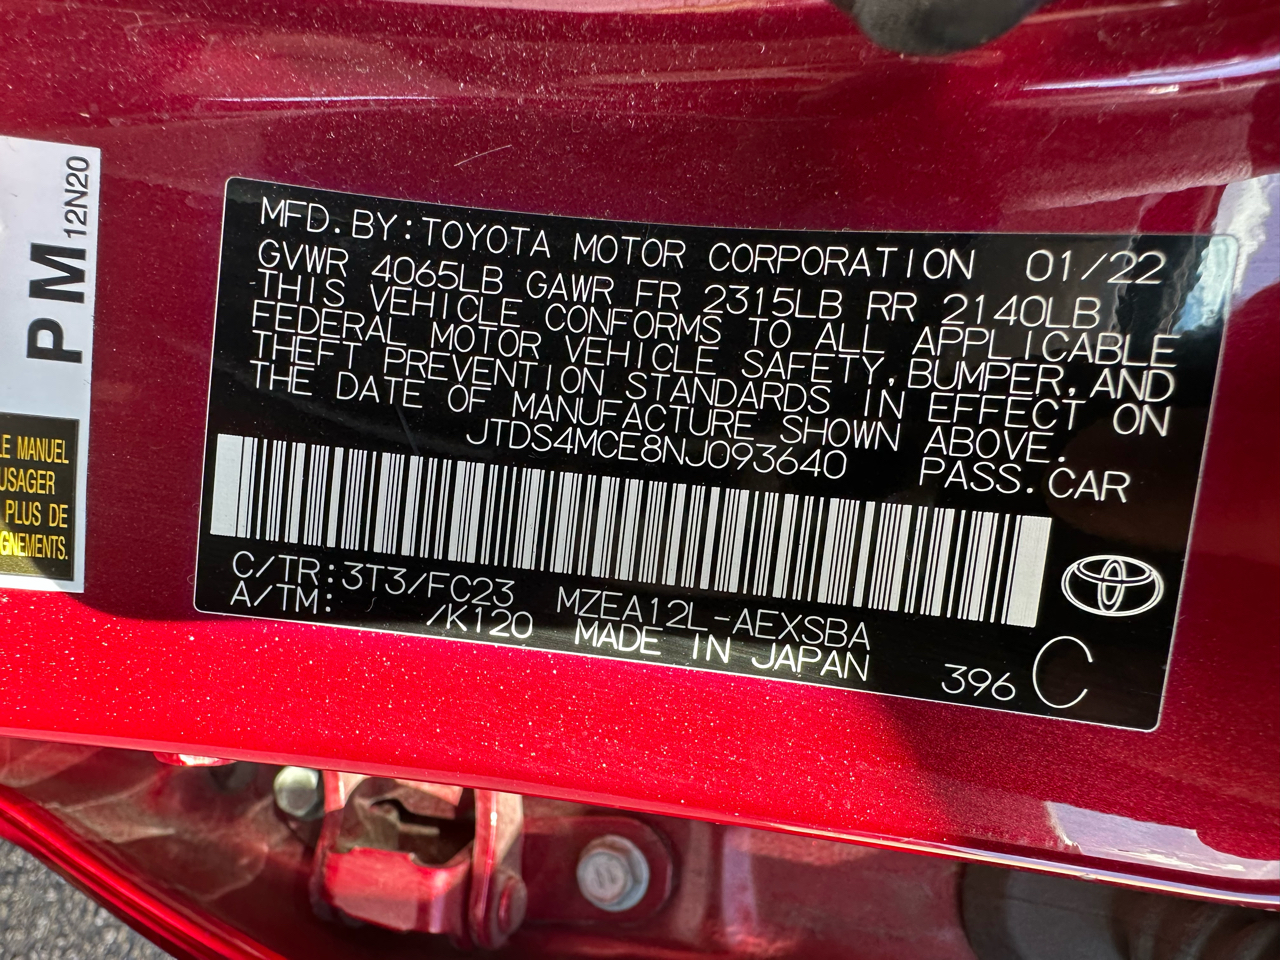 PM 12N20
LE MANUEL
USAGER
PLUS DE
GNEMENTS.
MFD.BY:TOYOTA MOTOR CORPORATION 01/22
GVWR 4065LB GAWR FR 2315LB RR 2140LB
THIS VEHICLE CONFORMS TO ALL APPLICABLE
FEDERAL MOTOR VEHICLE SAFETY,BUMPER,AND
THEFT PREVENTION STANDARDS IN EFFECT ON
THE DATE OF MANUFACTURE SHOWN ABOVE.
JTDS4MCE8NJ093640 PASS.CAR
C/TR:3T3/FC23 MZEA12L-AEXSBA
A/TM: /K120 MADE IN JAPAN
396 C